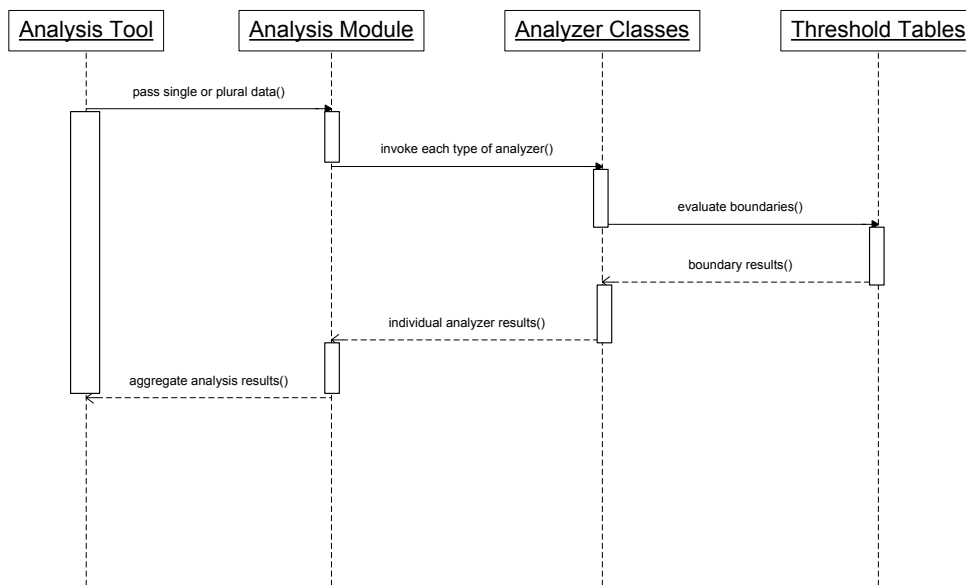 Analysis Tool
Analysis Module
Analyzer Classes
Threshold Tables
pass single or plural data()
invoke each type of analyzer()
evaluate boundaries()
boundary results()
individual analyzer results()
aggregate analysis results()